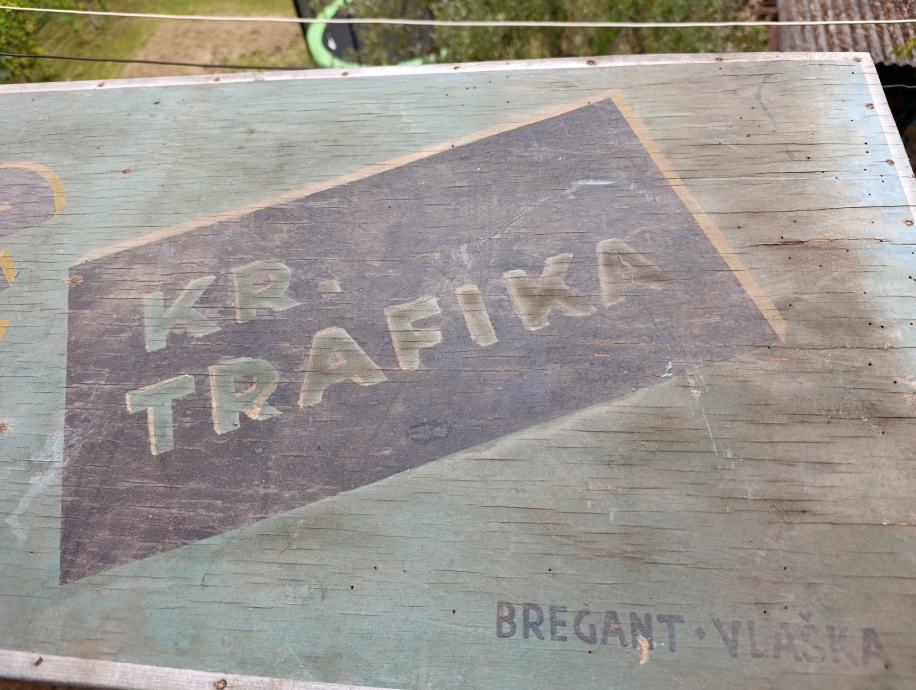 KR.
TRAFIKA
BREGANT · VLAŠKA